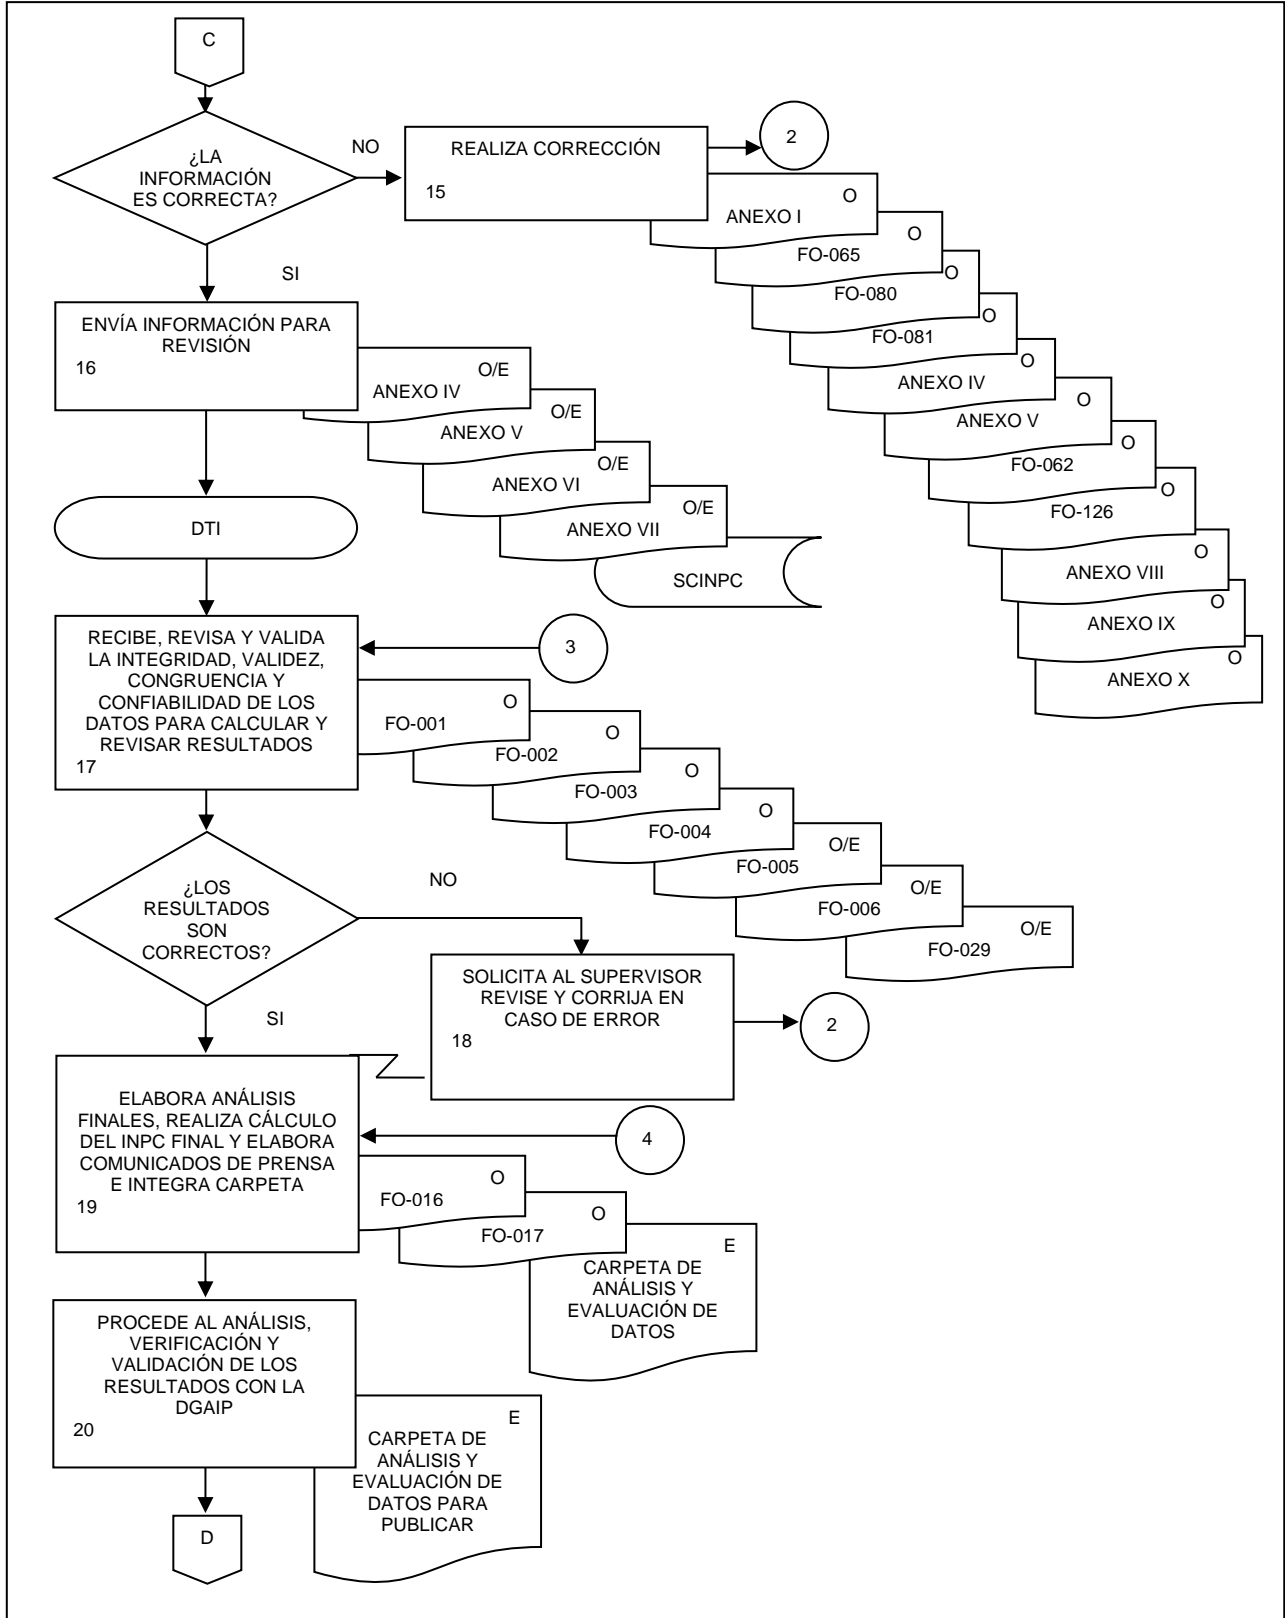 C
¿LA
INFORMACIÓN
ES CORRECTA?
NO
REALIZA CORRECCIÓN
15
2
O
ANEXO I
O
FO-065
O
FO-080
O
FO-081
O
ANEXO IV
O
ANEXO V
O
FO-062
O
FO-126
O
ANEXO VIII
O
ANEXO IX
O
ANEXO X
SI
ENVÍA INFORMACIÓN PARA
REVISIÓN
16
O/E
ANEXO IV
O/E
ANEXO V
O/E
ANEXO VI
O/E
ANEXO VII
SCINPC
DTI
RECIBE, REVISA Y VALIDA
LA INTEGRIDAD, VALIDEZ,
CONGRUENCIA Y
CONFIABILIDAD DE LOS
DATOS PARA CALCULAR Y
REVISAR RESULTADOS
17
3
O
FO-001
O
FO-002
O
FO-003
O
FO-004
O/E
FO-005
O/E
FO-006
O/E
FO-029
¿LOS
RESULTADOS
SON
CORRECTOS?
NO
SOLICITA AL SUPERVISOR
REVISE Y CORRIJA EN
CASO DE ERROR
18
2
SI
ELABORA ANÁLISIS
FINALES, REALIZA CÁLCULO
DEL INPC FINAL Y ELABORA
COMUNICADOS DE PRENSA
E INTEGRA CARPETA
19
4
O
FO-016
O
FO-017
E
CARPETA DE
ANÁLISIS Y
EVALUACIÓN DE
DATOS
PROCEDE AL ANÁLISIS,
VERIFICACIÓN Y
VALIDACIÓN DE LOS
RESULTADOS CON LA
DGAIP
20
E
CARPETA DE
ANÁLISIS Y
EVALUACIÓN DE
DATOS PARA
PUBLICAR
D